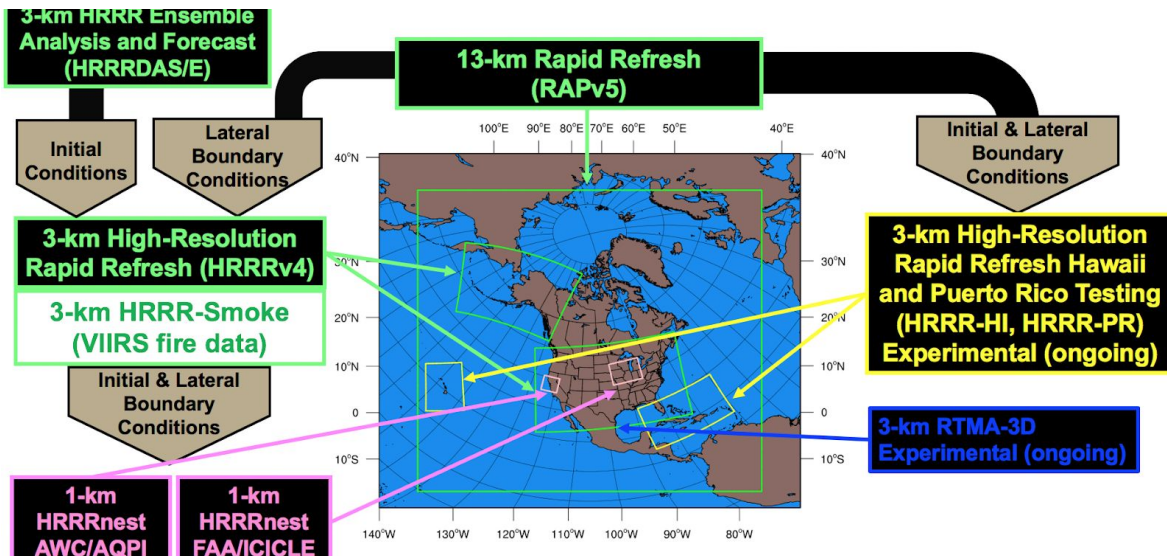 3-km HRRR Ensemble
Analysis and Forecast
(HRRRDAS/E)
13-km Rapid Refresh
(RAPv5)
Initial
Conditions
Lateral
Boundary
Conditions
Initial & Lateral
Boundary
Conditions
3-km High-Resolution
Rapid Refresh (HRRRv4)
3-km HRRR-Smoke
(VIIRS fire data)
Initial & Lateral
Boundary
Conditions
1-km
HRRRnest
AWC/AQPI
1-km
HRRRnest
FAA/ICICLE
100°E 90°E 80°E 70°E 60°E 50°E 40°E
40°N 40°N
30°N 30°N
20°N 20°N
10°N 10°N
0 0
10°S 10°S
140°W 130°W 120°W 110°W 100°W 90°W 80°W
3-km High-Resolution
Rapid Refresh Hawaii
and Puerto Rico Testing
(HRRR-HI, HRRR-PR)
Experimental (ongoing)
3-km RTMA-3D
Experimental (ongoing)